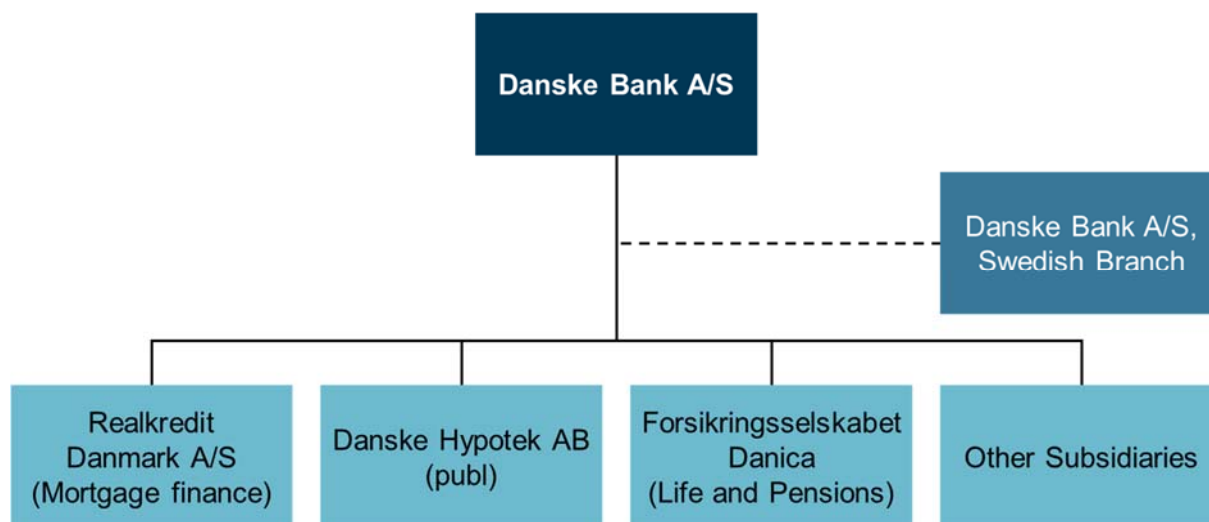 Danske Bank A/S
Danske Bank A/S,
Swedish Branch
Realkredit
Danmark A/S
(Mortgage finance)
Danske Hypotek AB
(publ)
Forsikringsselskabet
Danica
(Life and Pensions)
Other Subsidiaries